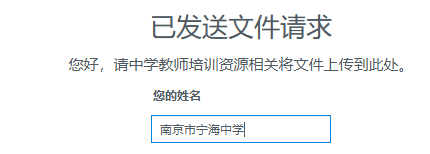 已发送文件请求
您好，请中学教师培训资源相关将文件上传到此处。
您的姓名
南京市宁海中学